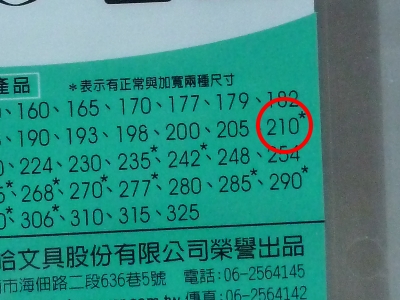 產品 *表示有正常與加寬兩種尺寸
、160、165、170、177、179、182
、190、193、198、200、205、210*
、224、230、235*、242*、248、254
*、268*、270*、277*、280、285*、290*
*、306*、310、315、325
哈文具股份有限公司榮譽出品
市海佃路二段636巷5號 電話:06-2564145
傳真:06-2564142